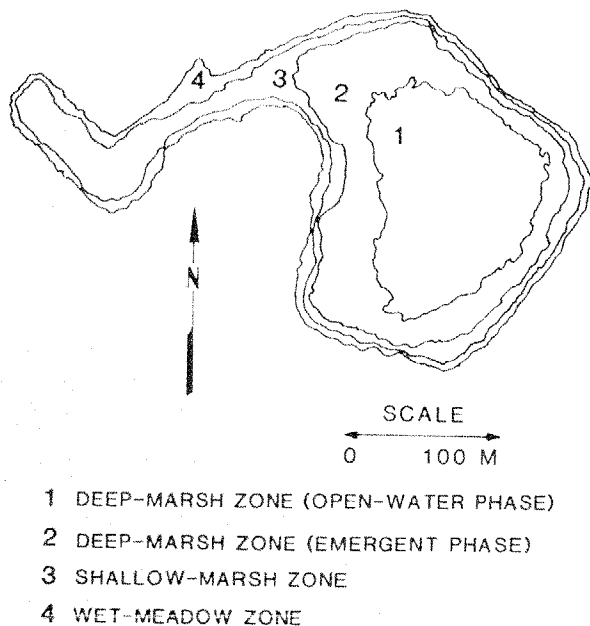 4
3
2
1
N
SCALE
0 100 M
1 DEEP-MARSH ZONE (OPEN-WATER PHASE)
2 DEEP-MARSH ZONE (EMERGENT PHASE)
3 SHALLOW-MARSH ZONE
4 WET-MEADOW ZONE